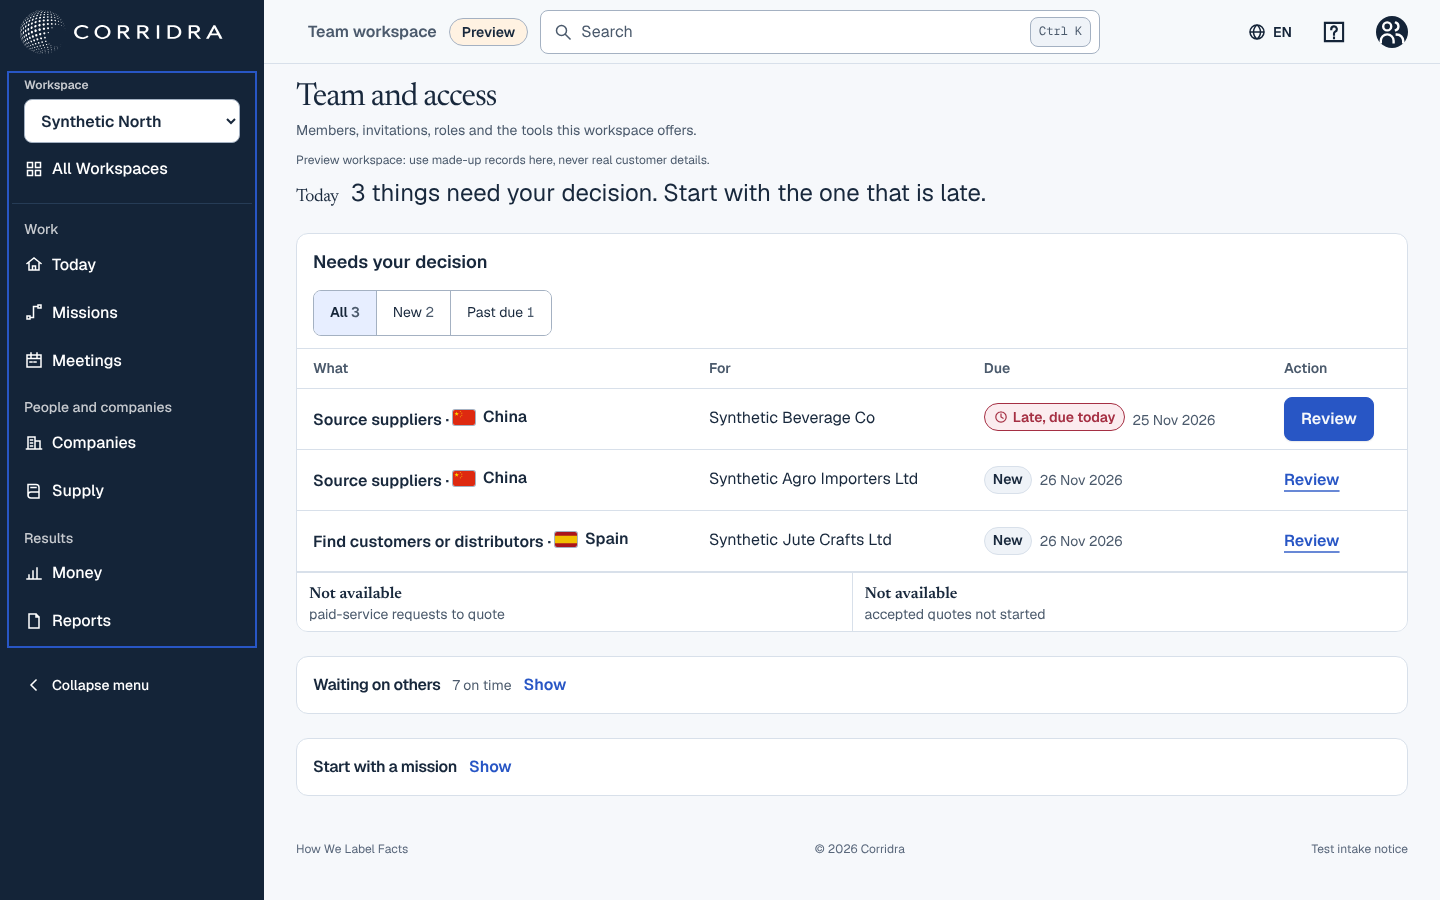 CORRIDRA
Team workspace
Preview
Search
Ctrl K
EN
Workspace
Synthetic North
All Workspaces
Work
Today
Missions
Meetings
People and companies
Companies
Supply
Results
Money
Reports
Collapse menu
Team and access
Members, invitations, roles and the tools this workspace offers.
Preview workspace: use made-up records here, never real customer details.
Today 3 things need your decision. Start with the one that is late.
Needs your decision
All 3 New 2 Past due 1
What For Due Action
Source suppliers · China Synthetic Beverage Co Late, due today 25 Nov 2026 Review
Source suppliers · China Synthetic Agro Importers Ltd New 26 Nov 2026 Review
Find customers or distributors · Spain Synthetic Jute Crafts Ltd New 26 Nov 2026 Review
Not available
paid-service requests to quote
Not available
accepted quotes not started
Waiting on others 7 on time Show
Start with a mission Show
How We Label Facts © 2026 Corridra Test intake notice